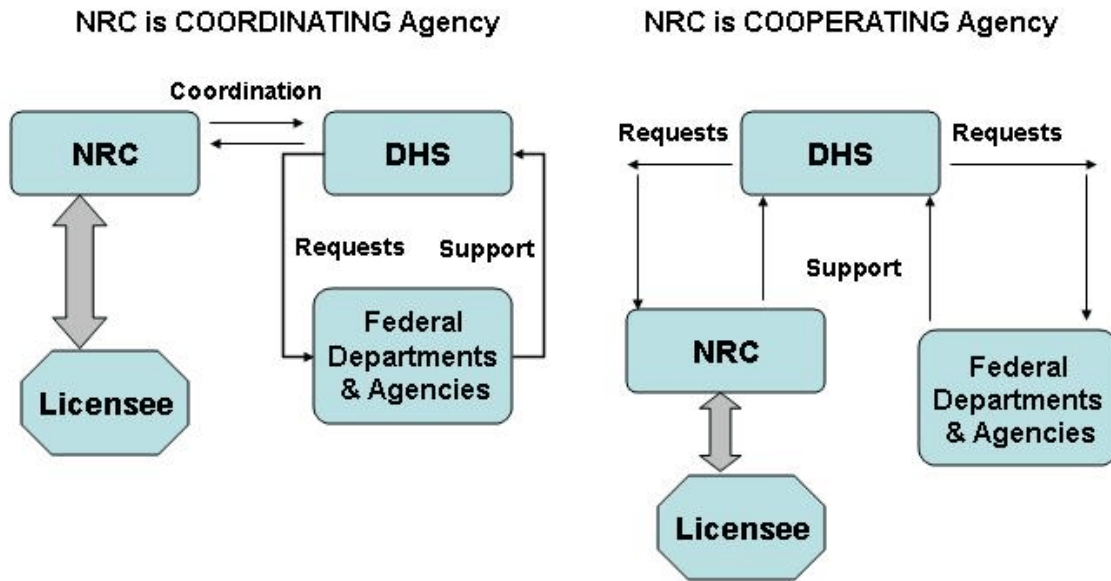 NRC is COORDINATING Agency
Coordination
NRC
DHS
Requests
Support
Federal
Departments
& Agencies
Licensee
NRC is COOPERATING Agency
Requests
DHS
Requests
Support
NRC
Federal
Departments
& Agencies
Licensee